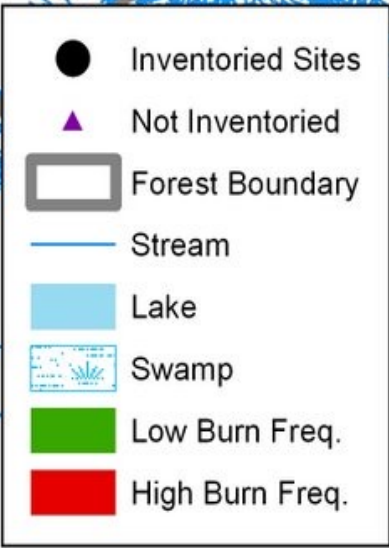 Inventoried Sites
Not Inventoried
Forest Boundary
Stream
Lake
Swamp
Low Burn Freq.
High Burn Freq.